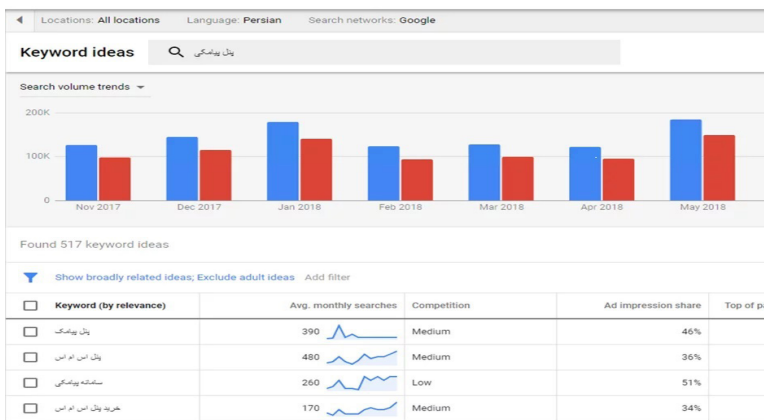 Locations: All locations Language: Persian Search networks: Google
Keyword ideas پنل پیامکی
Search volume trends
200K
100K
0
Nov 2017 Dec 2017 Jan 2018 Feb 2018 Mar 2018 Apr 2018 May 2018
Found 517 keyword ideas
Show broadly related ideas; Exclude adult ideas Add filter
Keyword (by relevance) Avg. monthly searches Competition Ad impression share Top of p
پنل پیامک 390 Medium 46%
پنل اس ام اس 480 Medium 36%
سامانه پیامکی 260 Low 51%
خرید پنل اس ام اس 170 Medium 34%